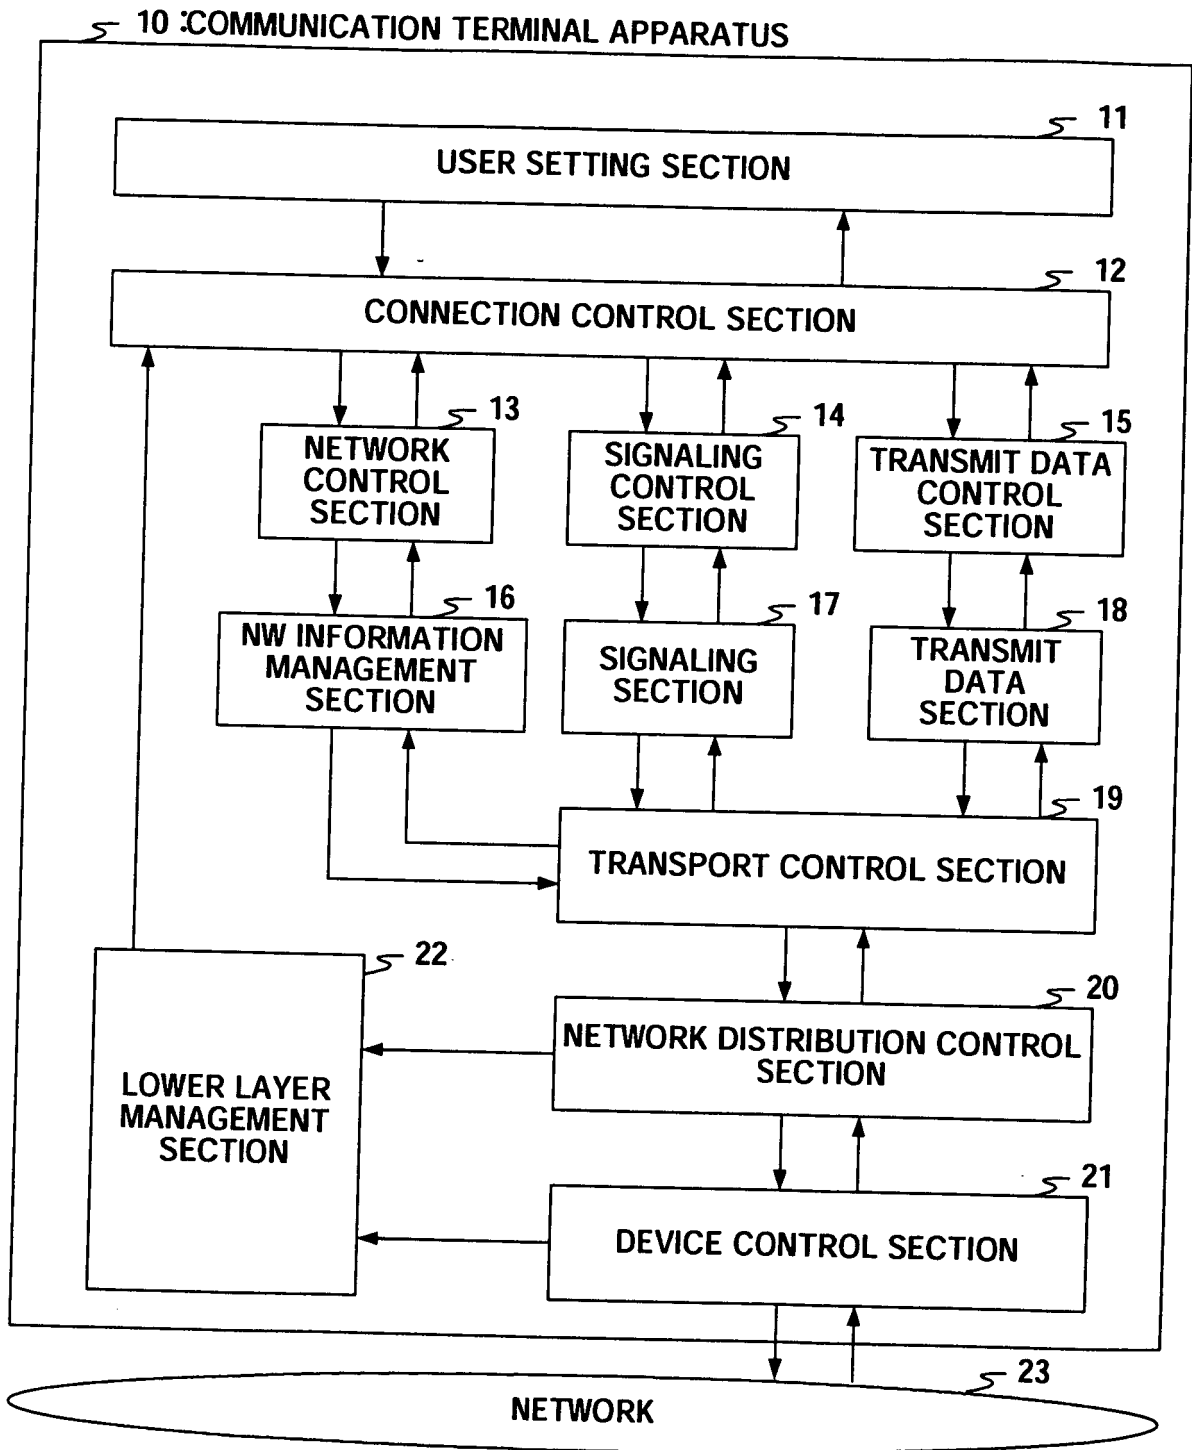 10 :COMMUNICATION TERMINAL APPARATUS
11
USER SETTING SECTION
12
CONNECTION CONTROL SECTION
13
NETWORK
CONTROL
SECTION
14
SIGNALING
CONTROL
SECTION
15
TRANSMIT DATA
CONTROL
SECTION
16
NW INFORMATION
MANAGEMENT
SECTION
17
SIGNALING
SECTION
18
TRANSMIT
DATA
SECTION
19
TRANSPORT CONTROL SECTION
22
LOWER LAYER
MANAGEMENT
SECTION
20
NETWORK DISTRIBUTION CONTROL
SECTION
21
DEVICE CONTROL SECTION
23
NETWORK